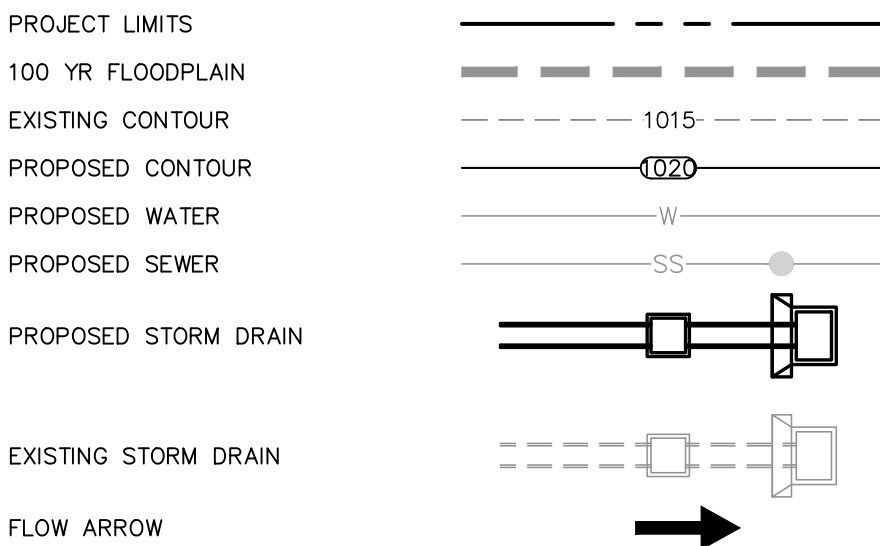 PROJECT LIMITS
100 YR FLOODPLAIN
EXISTING CONTOUR 1015
PROPOSED CONTOUR 1020
PROPOSED WATER W
PROPOSED SEWER SS
PROPOSED STORM DRAIN
EXISTING STORM DRAIN
FLOW ARROW